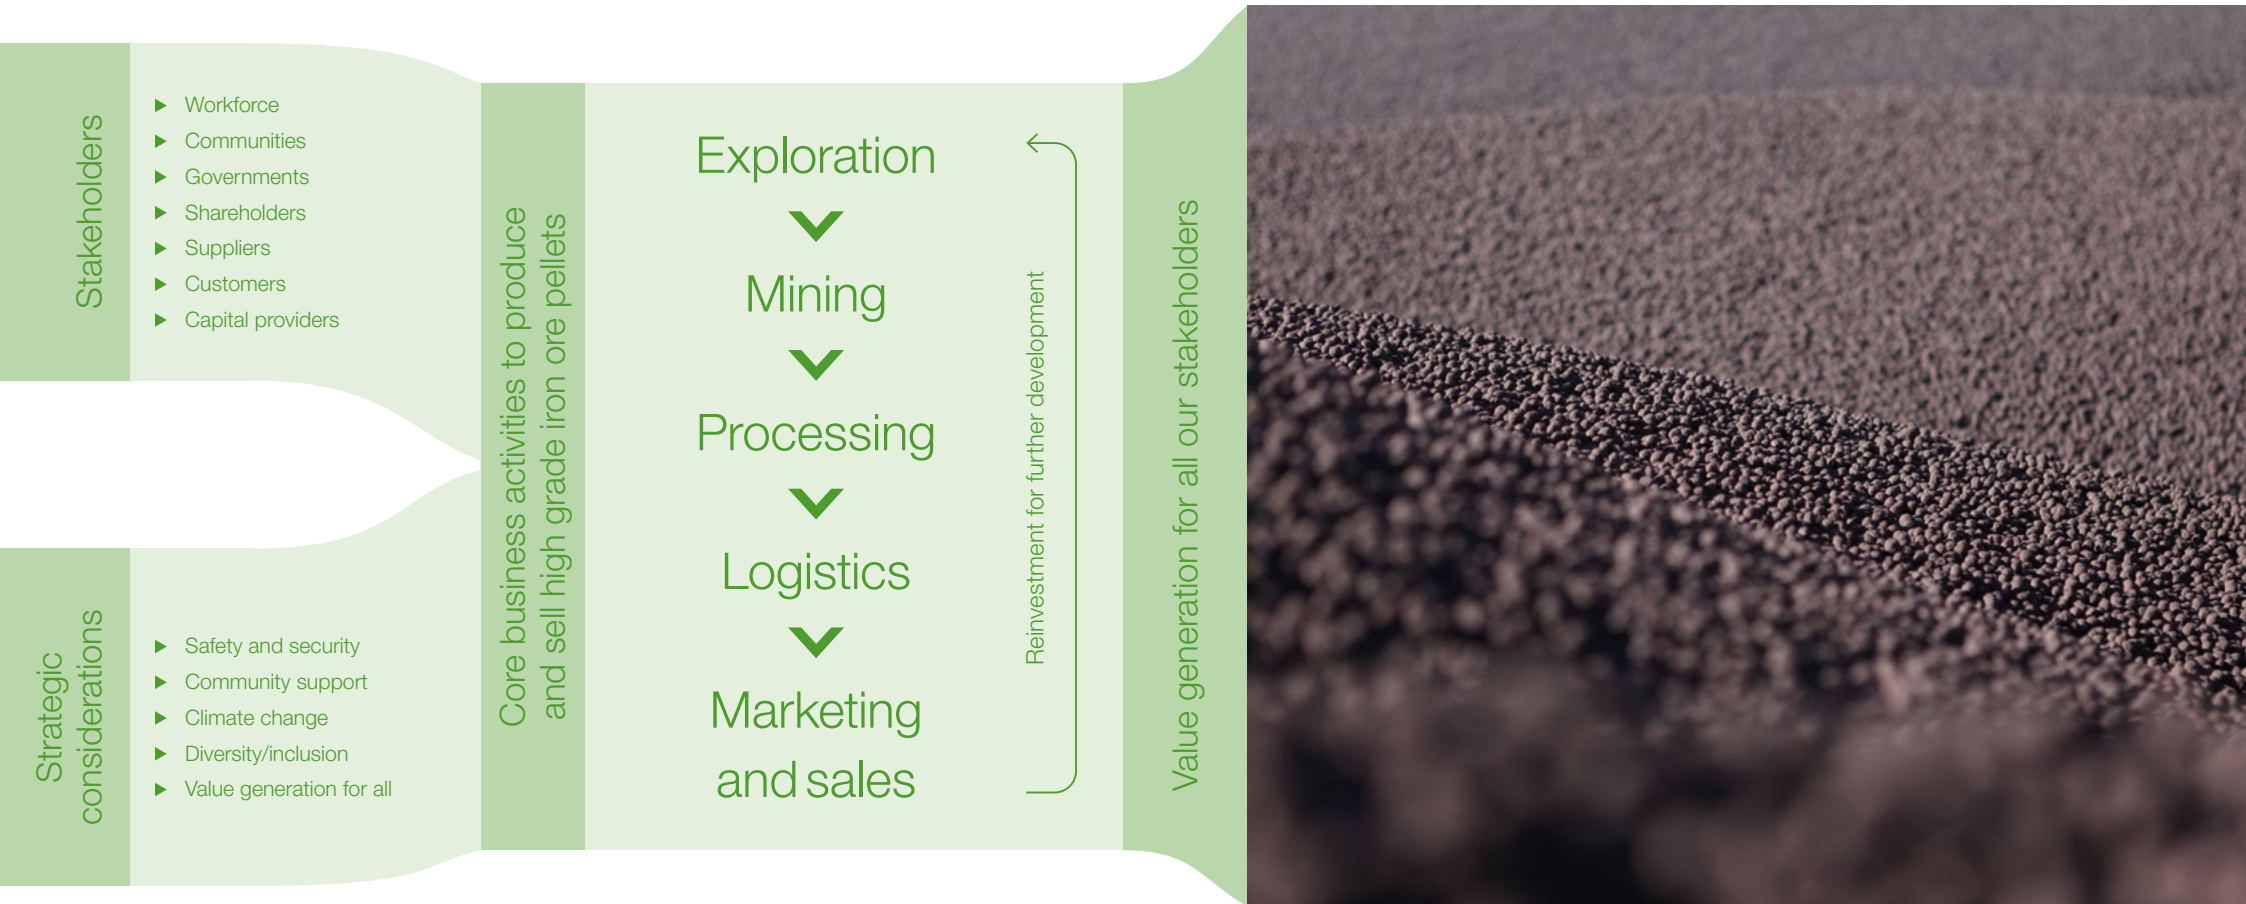 Stakeholders
Workforce
Communities
Governments
Shareholders
Suppliers
Customers
Capital providers
Strategic
considerations
Safety and security
Community support
Climate change
Diversity/inclusion
Value generation for all
Core business activities to produce
and sell high grade iron ore pellets
Exploration
Mining
Processing
Logistics
Marketing
and sales
Reinvestment for further development
Value generation for all our stakeholders